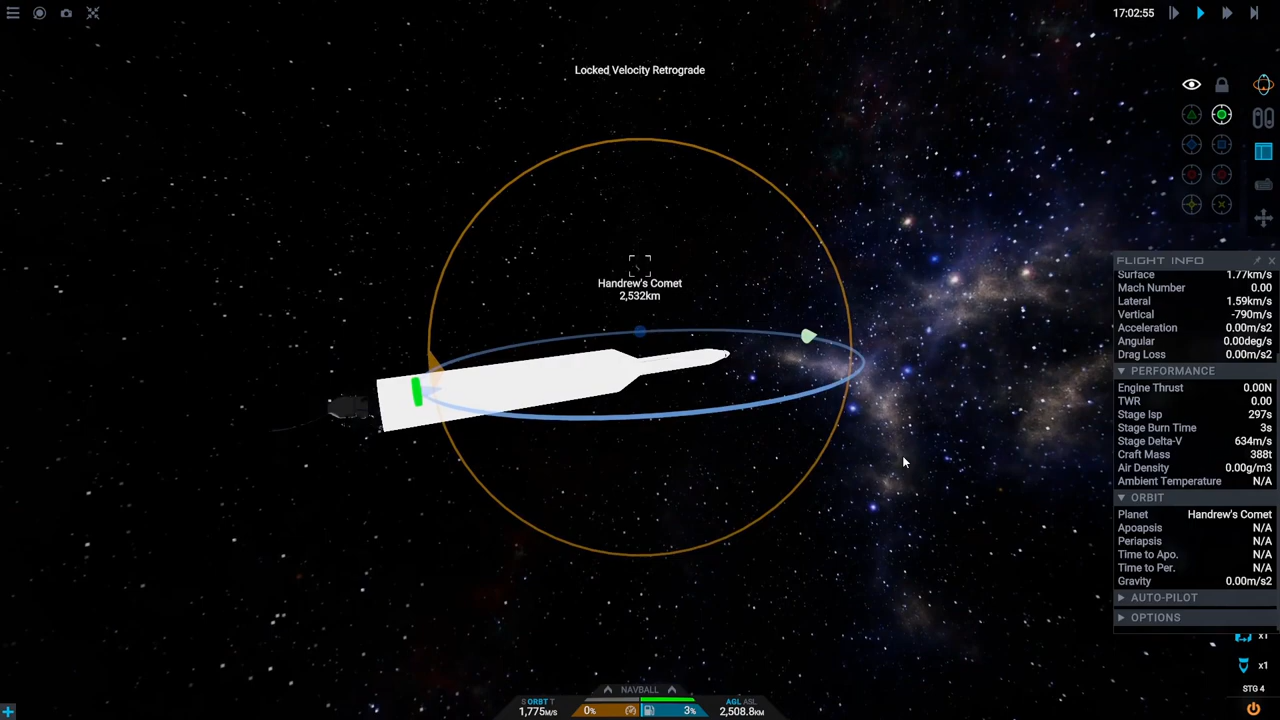 17:02:55
Locked Velocity Retrograde
Handrew's Comet
2,532km
FLIGHT INFO
Surface 1.77km/s
Mach Number 0.00
Lateral 1.59km/s
Vertical -790m/s
Acceleration 0.00m/s2
Angular 0.00deg/s
Drag Loss 0.00m/s2
PERFORMANCE
Engine Thrust 0.00N
TWR 0.00
Stage Isp 297s
Stage Burn Time 3s
Stage Delta-V 634m/s
Craft Mass 388t
Air Density 0.00g/m3
Ambient Temperature N/A
ORBIT
Planet Handrew's Comet
Apoapsis N/A
Periapsis N/A
Time to Apo. N/A
Time to Per. N/A
Gravity 0.00m/s2
AUTO-PILOT
OPTIONS
x1
x1
STG 4
NAVBALL
S ORBT T
1,775M/S
0%
3%
AGL ASL
2,508.8KM